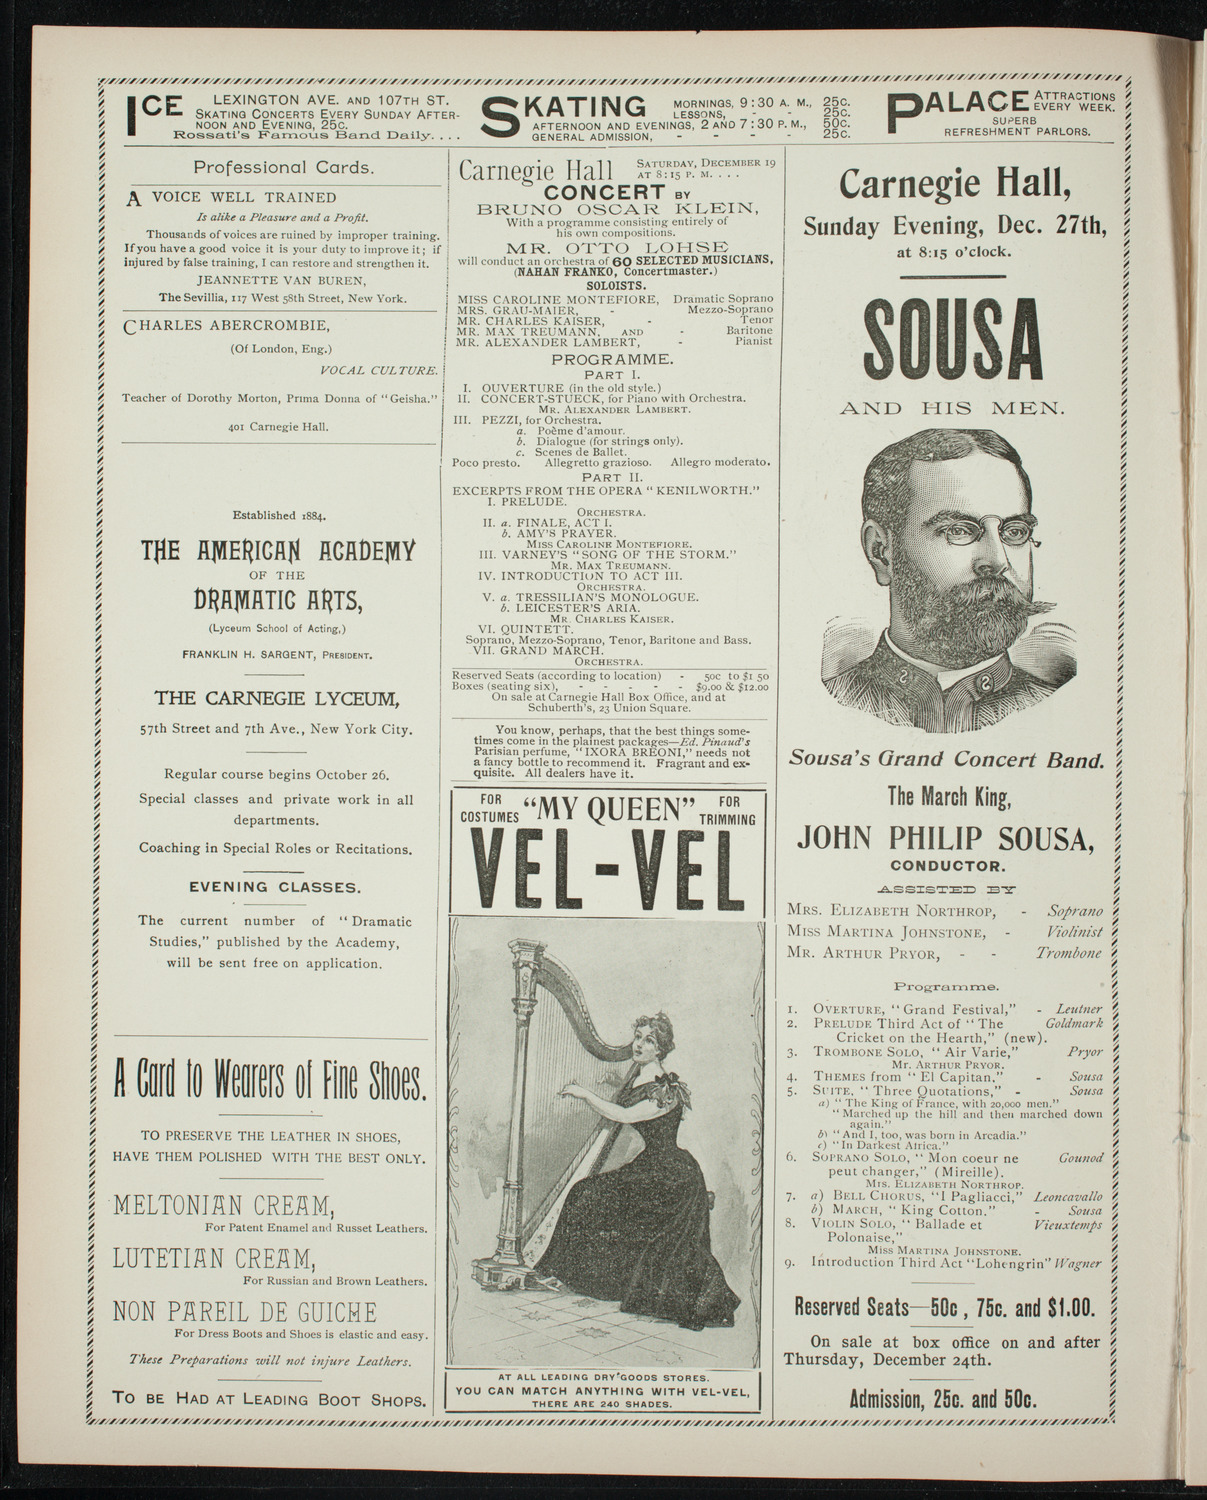 ICE SKATING PALACE
LEXINGTON AVE. AND 107TH ST.
SKATING CONCERTS EVERY SUNDAY AFTER-
NOON AND EVENING, 25C.
Rossati's Famous Band Daily. . . .
MORNINGS, 9:30 A. M., 25C.
LESSONS, - - 25C.
AFTERNOON AND EVENINGS, 2 AND 7:30 P. M., 50C.
GENERAL ADMISSION, - - - - 25C.
ATTRACTIONS
EVERY WEEK.
SUPERB
REFRESHMENT PARLORS.
Professional Cards.
A VOICE WELL TRAINED
Is alike a Pleasure and a Profit.
Thousands of voices are ruined by improper training.
If you have a good voice it is your duty to improve it; if
injured by false training, I can restore and strengthen it.
JEANNETTE VAN BUREN,
The Sevillia, 117 West 58th Street, New York.
CHARLES ABERCROMBIE,
(Of London, Eng.)
VOCAL CULTURE.
Teacher of Dorothy Morton, Prima Donna of "Geisha."
401 Carnegie Hall.
Established 1884.
THE AMERICAN ACADEMY
OF THE
DRAMATIC ARTS,
(Lyceum School of Acting,)
FRANKLIN H. SARGENT, PRESIDENT.
THE CARNEGIE LYCEUM,
57th Street and 7th Ave., New York City.
Regular course begins October 26.
Special classes and private work in all
departments.
Coaching in Special Roles or Recitations.
EVENING CLASSES.
The current number of "Dramatic
Studies," published by the Academy,
will be sent free on application.
A Card to Wearers of Fine Shoes.
TO PRESERVE THE LEATHER IN SHOES,
HAVE THEM POLISHED WITH THE BEST ONLY.
MELTONIAN CREAM,
For Patent Enamel and Russet Leathers.
LUTETIAN CREAM,
For Russian and Brown Leathers.
NON PAREIL DE GUICHE
For Dress Boots and Shoes is elastic and easy.
These Preparations will not injure Leathers.
TO BE HAD AT LEADING BOOT SHOPS.
Carnegie Hall SATURDAY, DECEMBER 19
AT 8:15 P. M. . . .
CONCERT BY
BRUNO OSCAR KLEIN,
With a programme consisting entirely of
his own compositions.
MR. OTTO LOHSE
will conduct an orchestra of 60 SELECTED MUSICIANS,
(NAHAN FRANKO, Concertmaster.)
SOLOISTS.
MISS CAROLINE MONTEFIORE, Dramatic Soprano
MRS. GRAU-MAIER, - Mezzo-Soprano
MR. CHARLES KAISER, - Tenor
MR. MAX TREUMANN, AND - Baritone
MR. ALEXANDER LAMBERT, - Pianist
PROGRAMME.
PART I.
I. OUVERTURE (in the old style.)
II. CONCERT-STUECK, for Piano with Orchestra.
MR. ALEXANDER LAMBERT.
III. PEZZI, for Orchestra.
a. Poème d'amour.
b. Dialogue (for strings only).
c. Scenes de Ballet.
Poco presto. Allegretto grazioso. Allegro moderato.
PART II.
EXCERPTS FROM THE OPERA "KENILWORTH."
I. PRELUDE.
ORCHESTRA.
II. a. FINALE, ACT I.
b. AMY'S PRAYER.
MISS CAROLINE MONTEFIORE.
III. VARNEY'S "SONG OF THE STORM."
MR. MAX TREUMANN.
IV. INTRODUCTION TO ACT III.
ORCHESTRA.
V. a. TRESSILIAN'S MONOLOGUE.
b. LEICESTER'S ARIA.
MR. CHARLES KAISER.
VI. QUINTETT.
Soprano, Mezzo-Soprano, Tenor, Baritone and Bass.
VII. GRAND MARCH.
ORCHESTRA.
Reserved Seats (according to location) - 50c to $1 50
Boxes (seating six), - - - - - $9.00 & $12.00
On sale at Carnegie Hall Box Office, and at
Schuberth's, 23 Union Square.
You know, perhaps, that the best things some-
times come in the plainest packages—Ed. Pinaud's
Parisian perfume, "IXORA BREONI," needs not
a fancy bottle to recommend it. Fragrant and ex-
quisite. All dealers have it.
FOR COSTUMES "MY QUEEN" FOR TRIMMING
VEL-VEL
AT ALL LEADING DRY GOODS STORES.
YOU CAN MATCH ANYTHING WITH VEL-VEL,
THERE ARE 240 SHADES.
Carnegie Hall,
Sunday Evening, Dec. 27th,
at 8:15 o'clock.
SOUSA
AND HIS MEN.
Sousa's Grand Concert Band.
The March King,
JOHN PHILIP SOUSA,
CONDUCTOR.
ASSISTED BY
MRS. ELIZABETH NORTHROP, - Soprano
MISS MARTINA JOHNSTONE, - Violinist
MR. ARTHUR PRYOR, - - Trombone
Programme.
1. OVERTURE, "Grand Festival," - Leutner
2. PRELUDE Third Act of "The Goldmark
Cricket on the Hearth," (new).
3. TROMBONE SOLO, "Air Varie," Pryor
MR. ARTHUR PRYOR.
4. THEMES from "El Capitan," - Sousa
5. SUITE, "Three Quotations," - Sousa
a) "The King of France, with 20,000 men."
"Marched up the hill and then marched down
again."
b) "And I, too, was born in Arcadia."
c) "In Darkest Africa."
6. SOPRANO SOLO, "Mon coeur ne Gounod
peut changer," (Mireille).
MRS. ELIZABETH NORTHROP.
7. a) BELL CHORUS, "I Pagliacci," Leoncavallo
b) MARCH, "King Cotton." - Sousa
8. VIOLIN SOLO, "Ballade et Vieuxtemps
Polonaise,"
MISS MARTINA JOHNSTONE.
9. Introduction Third Act "Lohengrin" Wagner
Reserved Seats—50c, 75c. and $1.00.
On sale at box office on and after
Thursday, December 24th.
Admission, 25c. and 50c.